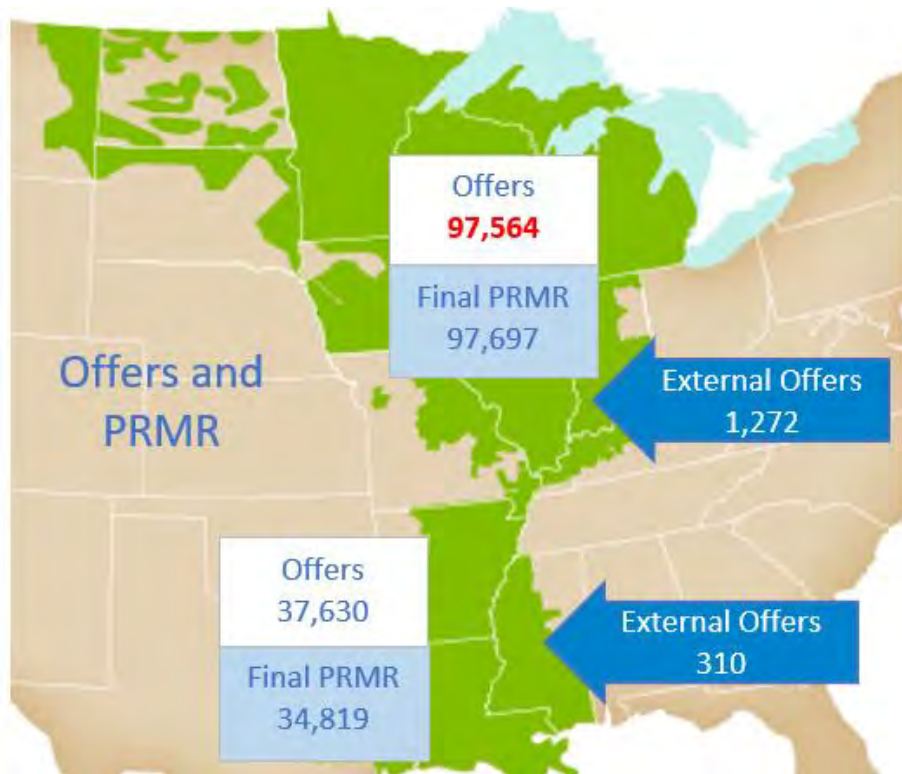 Offers
97,564
Final PRMR
97,697
Offers and
PRMR
External Offers
1,272
Offers
37,630
Final PRMR
34,819
External Offers
310